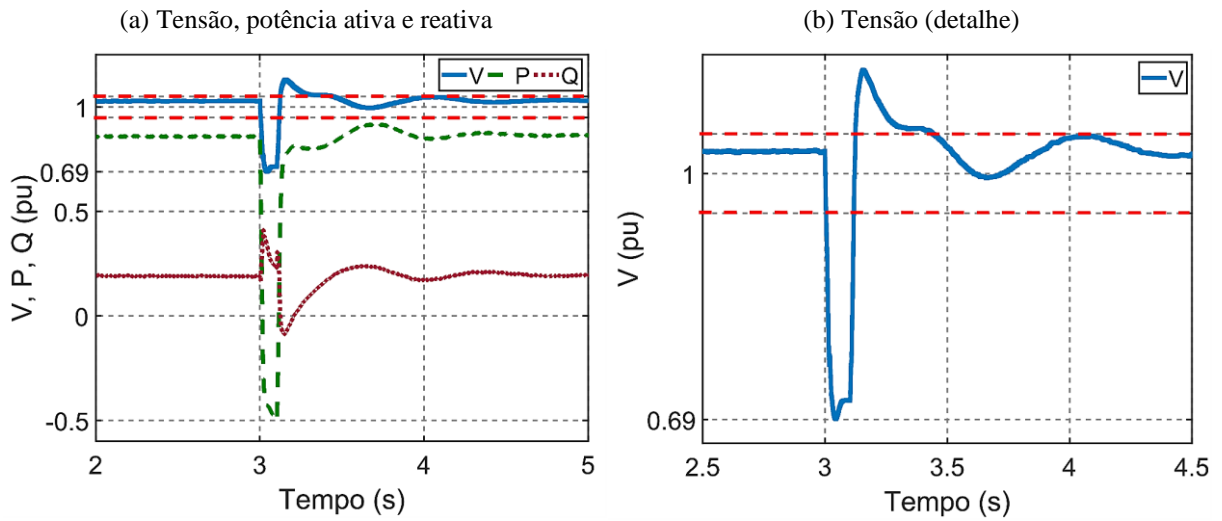 (a) Tensão, potência ativa e reativa
V P Q
1
0.69
0.5
0
-0.5
V, P, Q (pu)
2 3 4 5
Tempo (s)
(b) Tensão (detalhe)
V
1
0.69
V (pu)
2.5 3 3.5 4 4.5
Tempo (s)